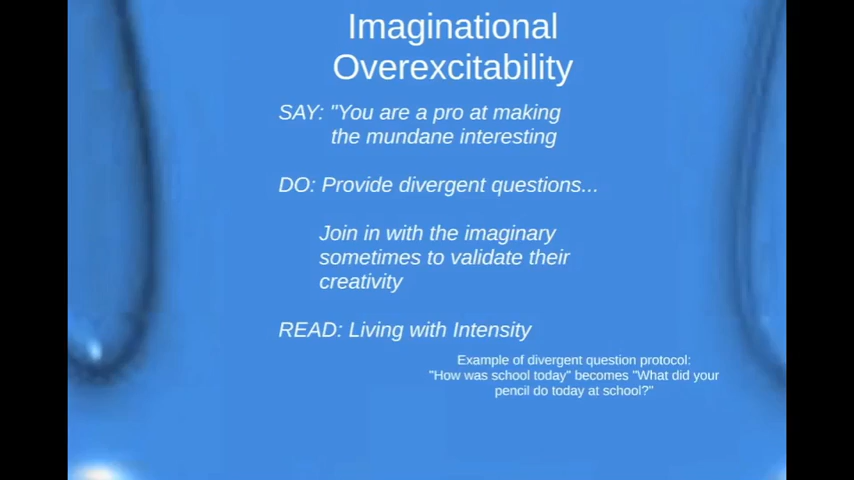 Imaginational
Overexcitability
SAY: "You are a pro at making
the mundane interesting
DO: Provide divergent questions...
Join in with the imaginary
sometimes to validate their
creativity
READ: Living with Intensity
Example of divergent question protocol:
"How was school today" becomes "What did your
pencil do today at school?"